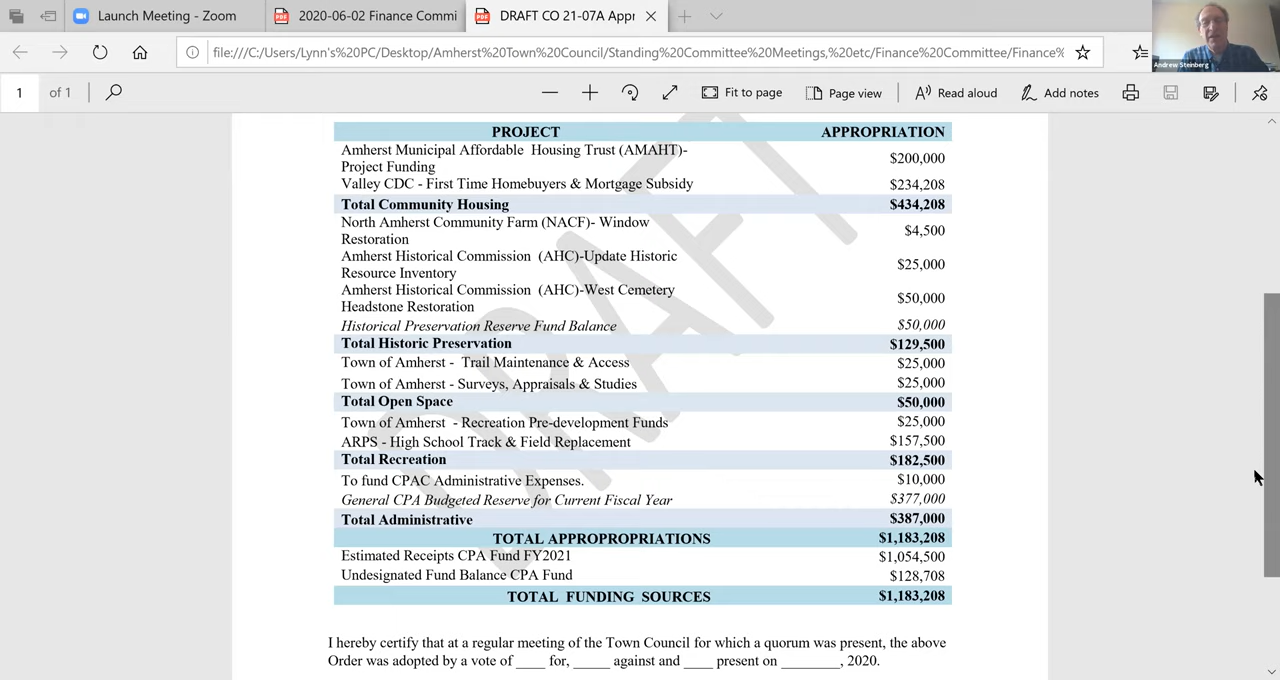 Launch Meeting - Zoom
2020-06-02 Finance Commi
DRAFT CO 21-07A Appr
file:///C:/Users/Lynn's%20PC/Desktop/Amherst%20Town%20Council/Standing%20Committee%20Meetings,%20etc/Finance%20Committee/Finance%
Andrew Steinberg
1 of 1
Fit to page
Page view
Read aloud
Add notes
PROJECT APPROPRIATION
Amherst Municipal Affordable Housing Trust (AMAHT)-
Project Funding $200,000
Valley CDC - First Time Homebuyers & Mortgage Subsidy $234,208
Total Community Housing $434,208
North Amherst Community Farm (NACF)- Window
Restoration $4,500
Amherst Historical Commission (AHC)-Update Historic
Resource Inventory $25,000
Amherst Historical Commission (AHC)-West Cemetery
Headstone Restoration $50,000
Historical Preservation Reserve Fund Balance $50,000
Total Historic Preservation $129,500
Town of Amherst - Trail Maintenance & Access $25,000
Town of Amherst - Surveys, Appraisals & Studies $25,000
Total Open Space $50,000
Town of Amherst - Recreation Pre-development Funds $25,000
ARPS - High School Track & Field Replacement $157,500
Total Recreation $182,500
To fund CPAC Administrative Expenses. $10,000
General CPA Budgeted Reserve for Current Fiscal Year $377,000
Total Administrative $387,000
TOTAL APPROPROPRIATIONS $1,183,208
Estimated Receipts CPA Fund FY2021 $1,054,500
Undesignated Fund Balance CPA Fund $128,708
TOTAL FUNDING SOURCES $1,183,208
I hereby certify that at a regular meeting of the Town Council for which a quorum was present, the above
Order was adopted by a vote of ____ for, _____ against and ____ present on ________, 2020.
DRAFT